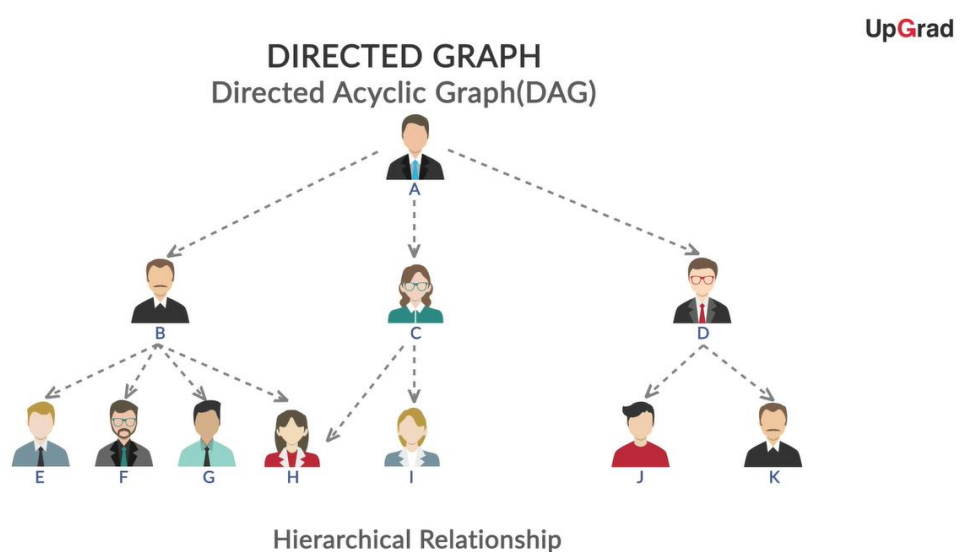 UpGrad
DIRECTED GRAPH
Directed Acyclic Graph(DAG)
A
B
C
D
E
F
G
H
I
J
K
Hierarchical Relationship